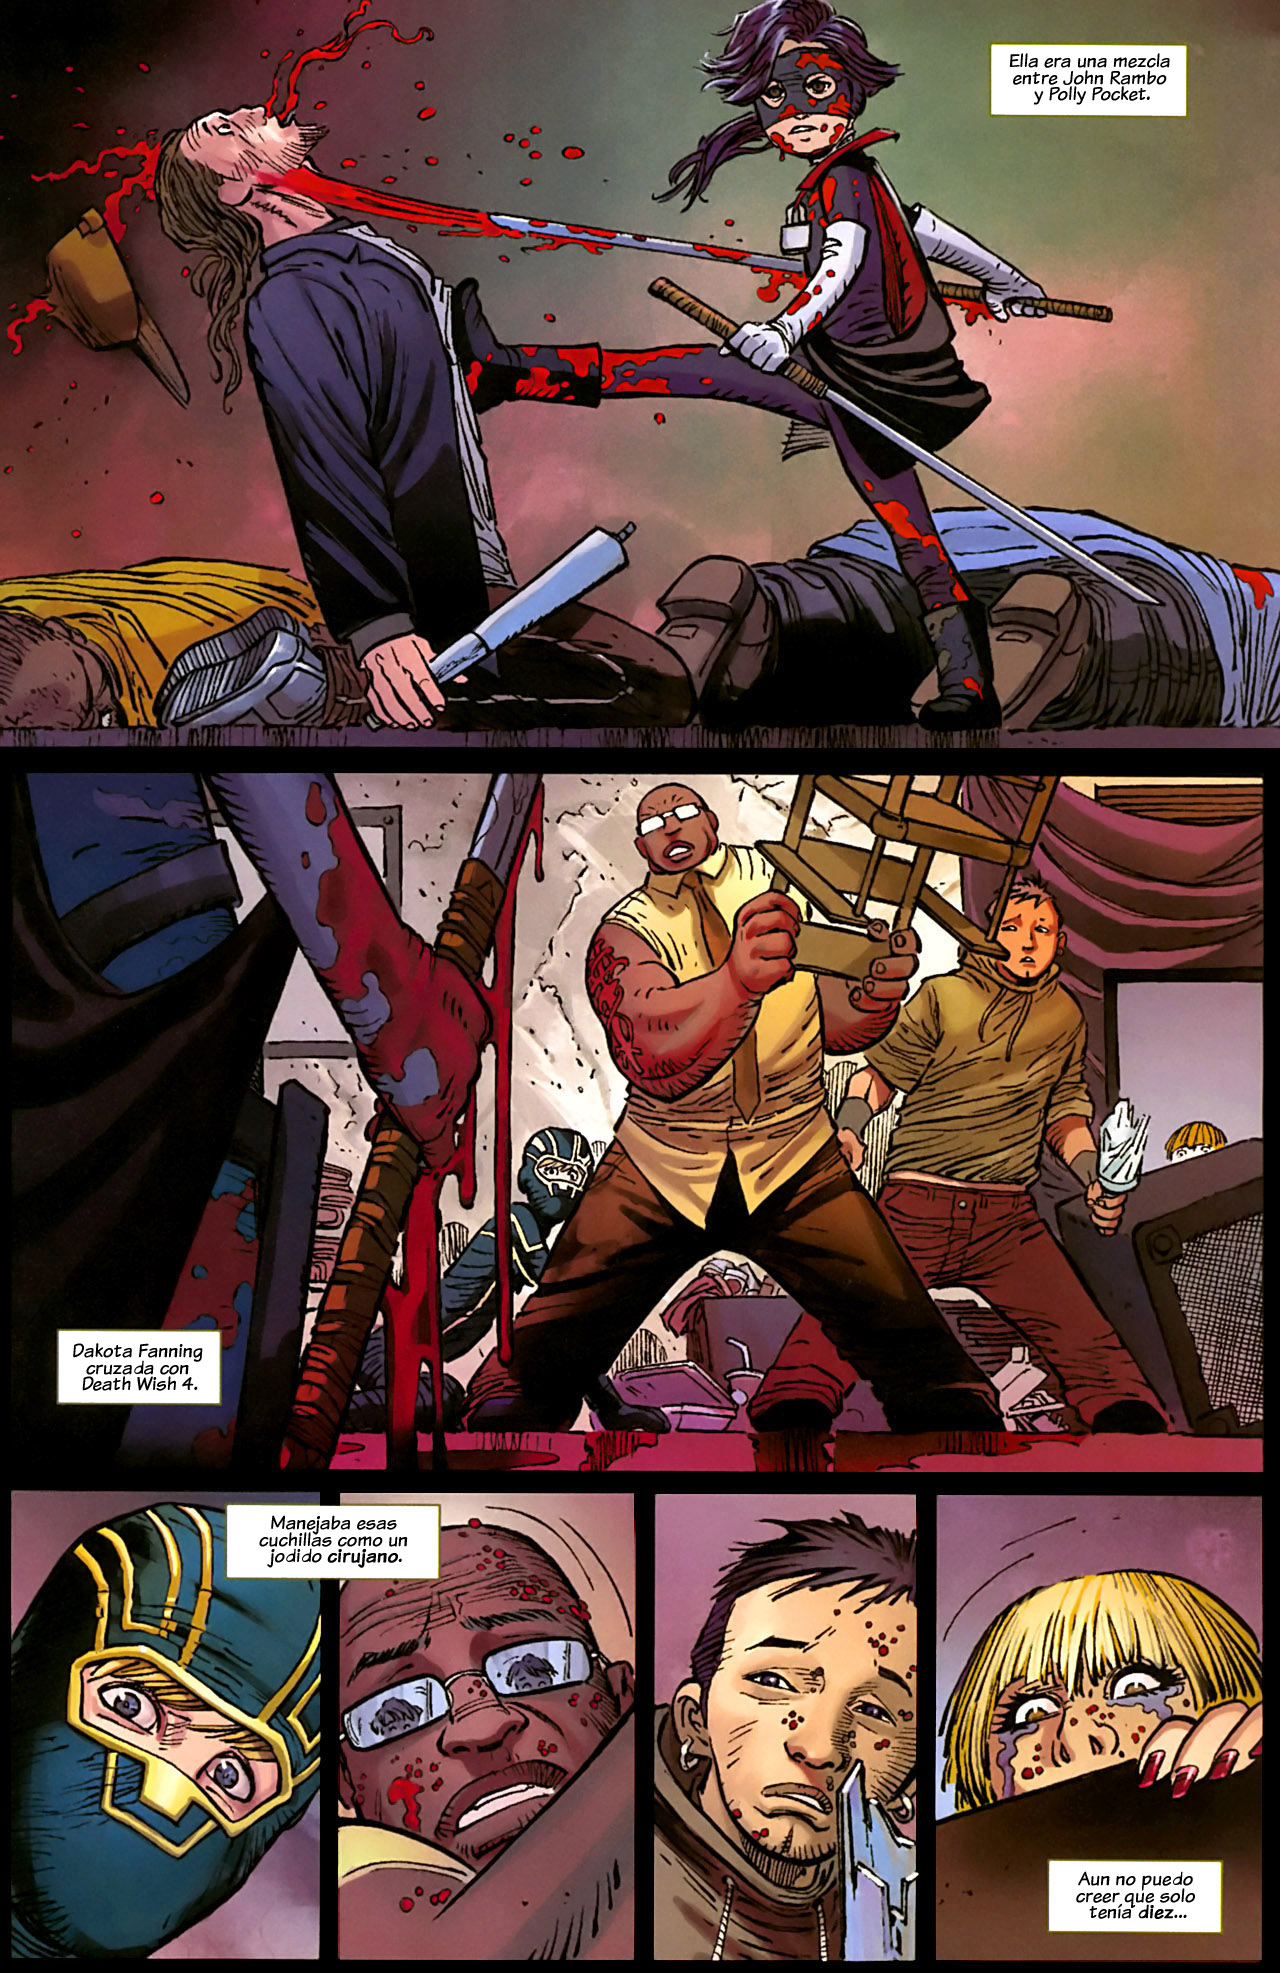 Ella era una mezcla
entre John Rambo
y Polly Pocket.
Dakota Fanning
cruzada con
Death Wish 4.
Manejaba esas
cuchillas como un
jodido cirujano.
Aun no puedo
creer que solo
tenía diez...